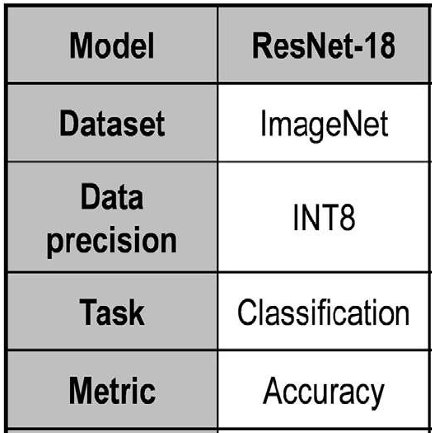 Model ResNet-18
Dataset ImageNet
Data
precision INT8
Task Classification
Metric Accuracy